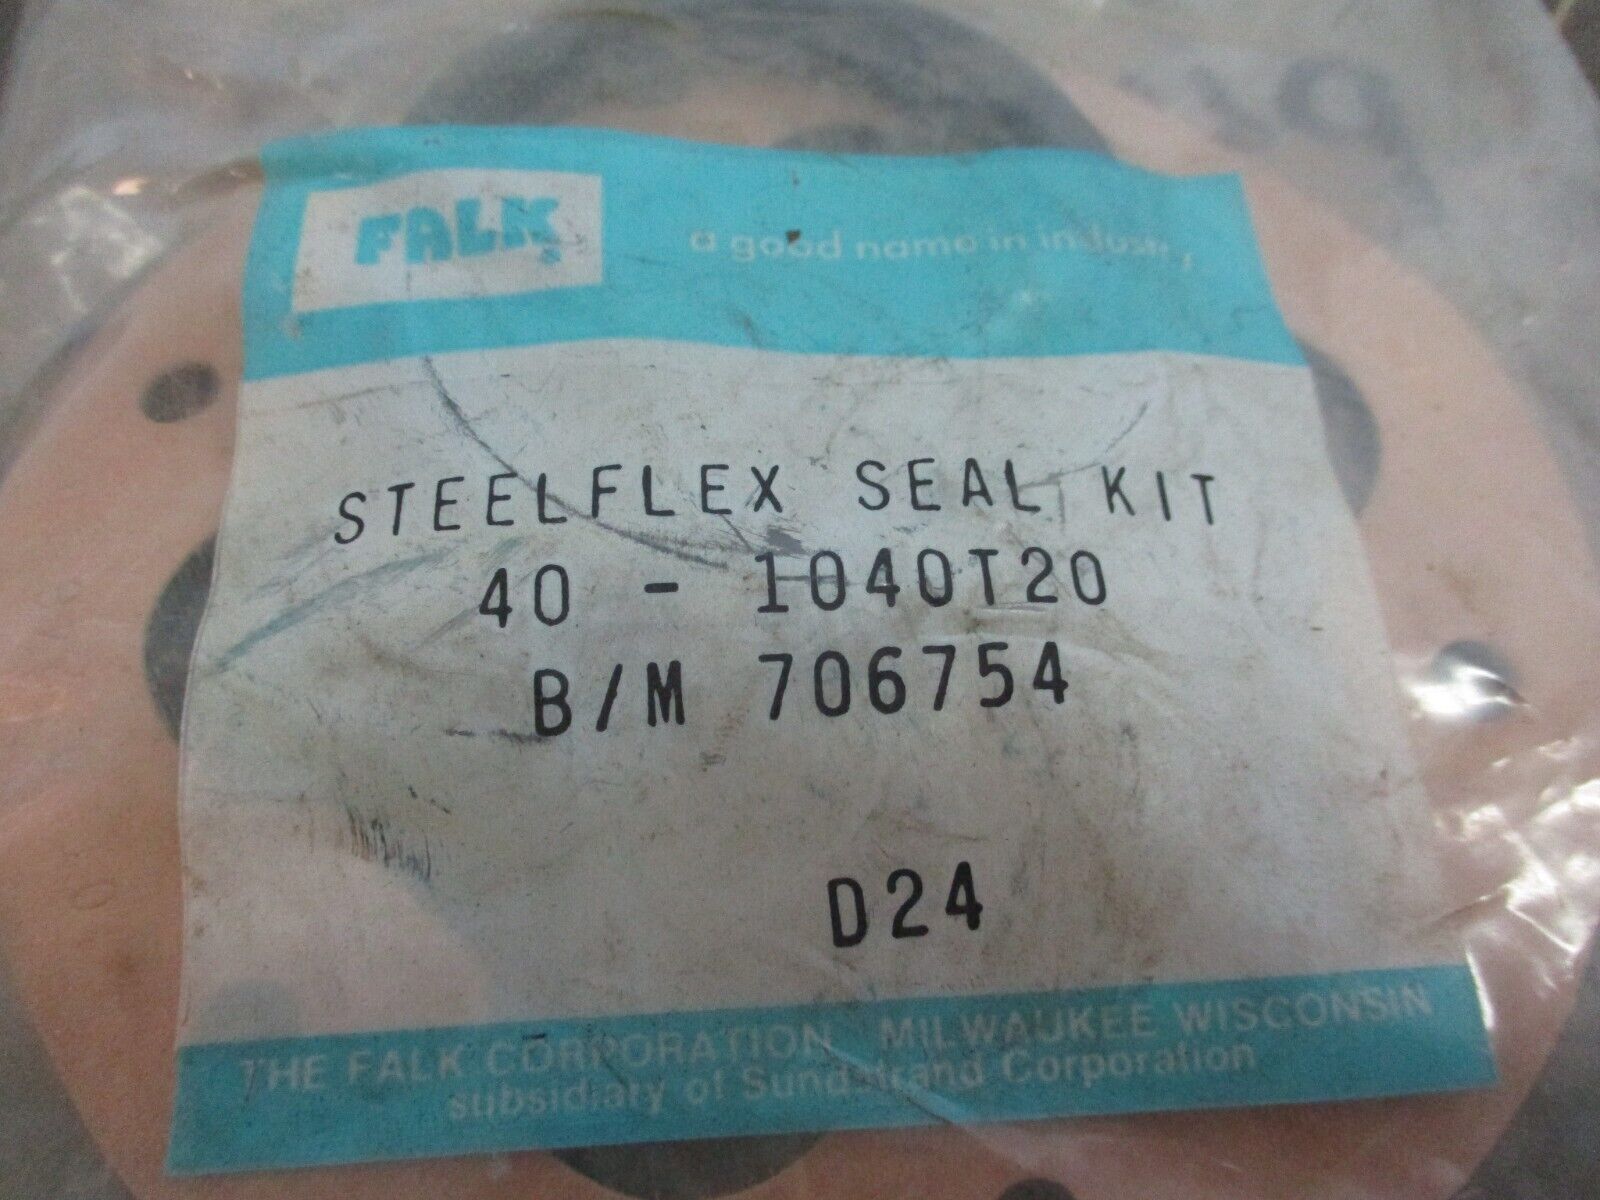 FALK
a good name in industry
STEELFLEX SEAL KIT
40 - 1040T20
B/M 706754
D24
THE FALK CORPORATION MILWAUKEE WISCONSIN
subsidiary of Sundstrand Corporation